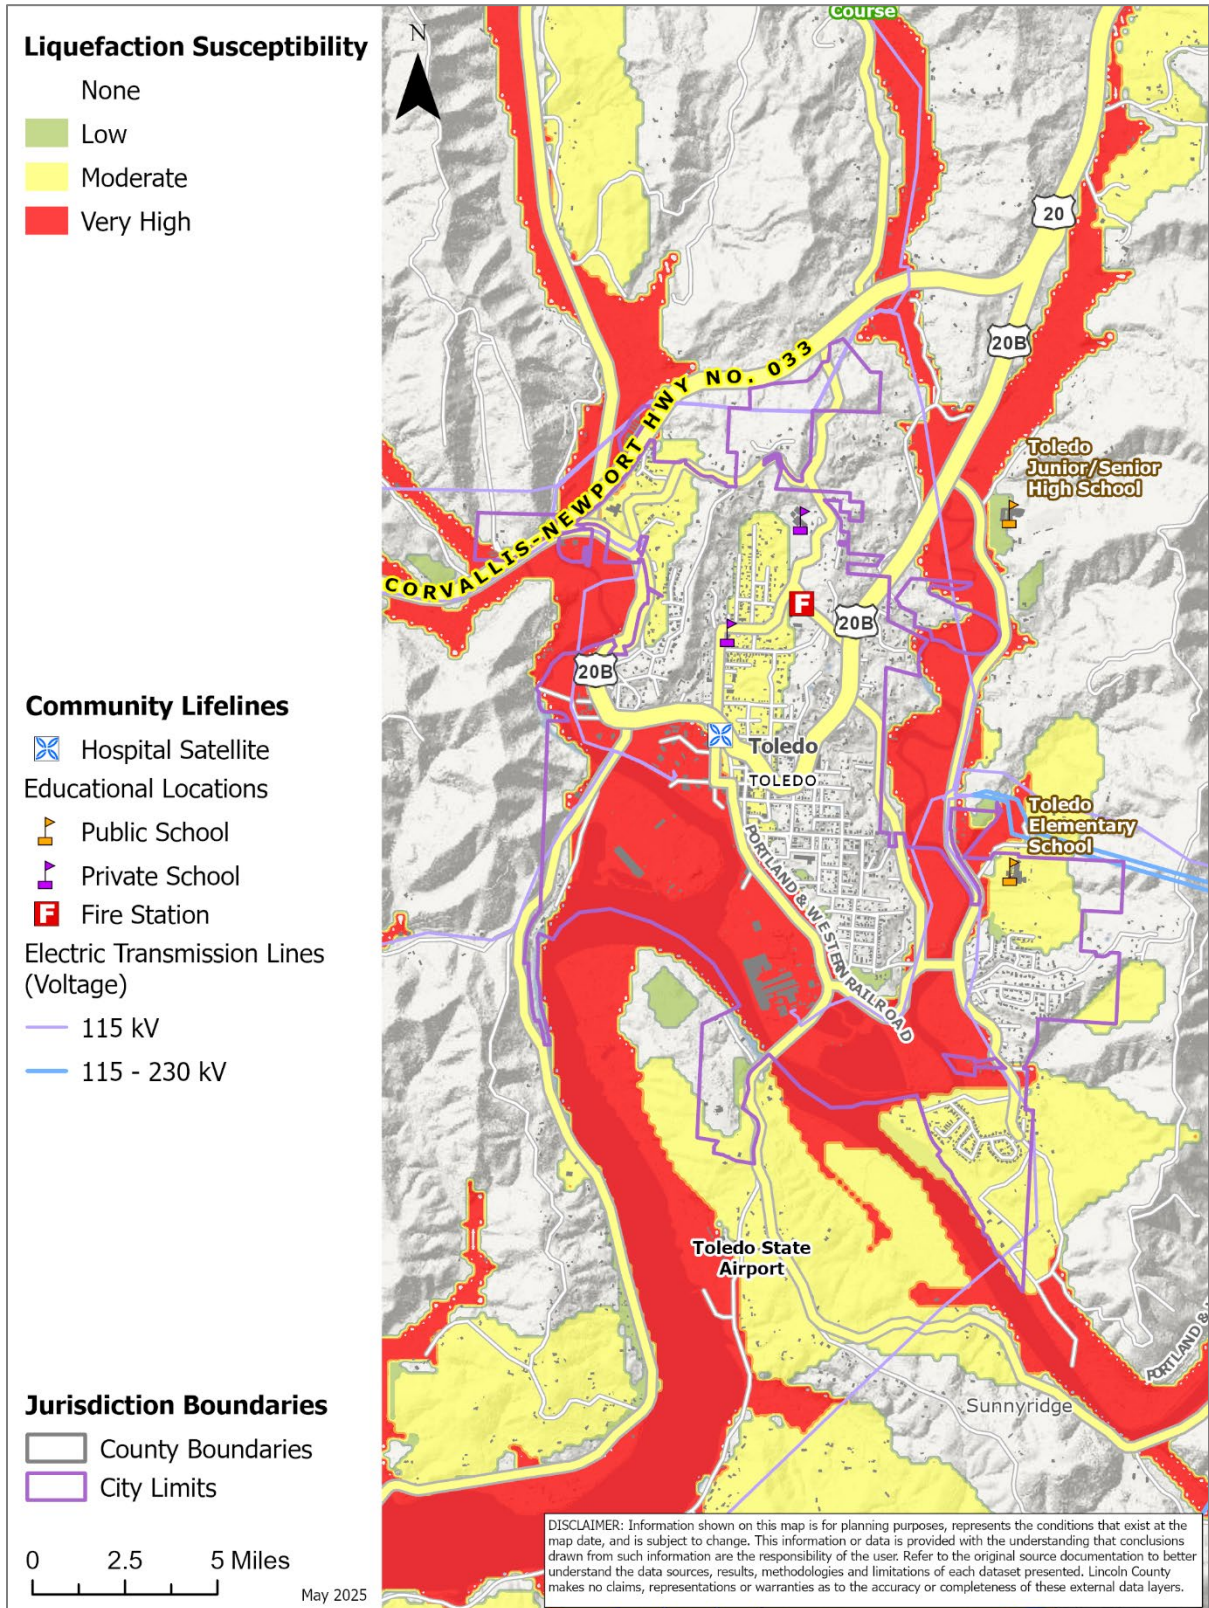 Liquefaction Susceptibility
None
Low
Moderate
Very High
Community Lifelines
Hospital Satellite
Educational Locations
Public School
Private School
F Fire Station
Electric Transmission Lines
(Voltage)
115 kV
115 - 230 kV
Jurisdiction Boundaries
County Boundaries
City Limits
0 2.5 5 Miles
May 2025
N
Course
20
20B
CORVALLIS-NEWPORT HWY NO. 033
Toledo
Junior/Senior
High School
F
20B
20B
Toledo
TOLEDO
Toledo
Elementary
School
PORTLAND & WESTERN RAILROAD
Toledo State
Airport
Sunnyridge
PORTLAND &
DISCLAIMER: Information shown on this map is for planning purposes, represents the conditions that exist at the
map date, and is subject to change. This information or data is provided with the understanding that conclusions
drawn from such information are the responsibility of the user. Refer to the original source documentation to better
understand the data sources, results, methodologies and limitations of each dataset presented. Lincoln County
makes no claims, representations or warranties as to the accuracy or completeness of these external data layers.